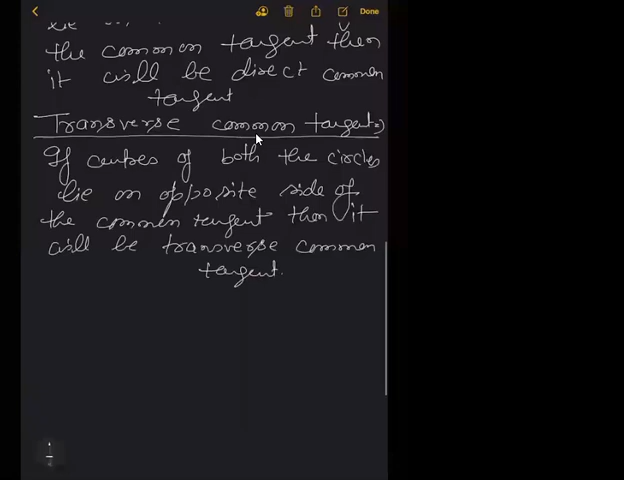 Done
the common tangent then
it will be direct common
tangent
Transverse common tangent:)
If centres of both the circles
lie on opposite side of
the common tangent then it
will be transverse common
tangent.